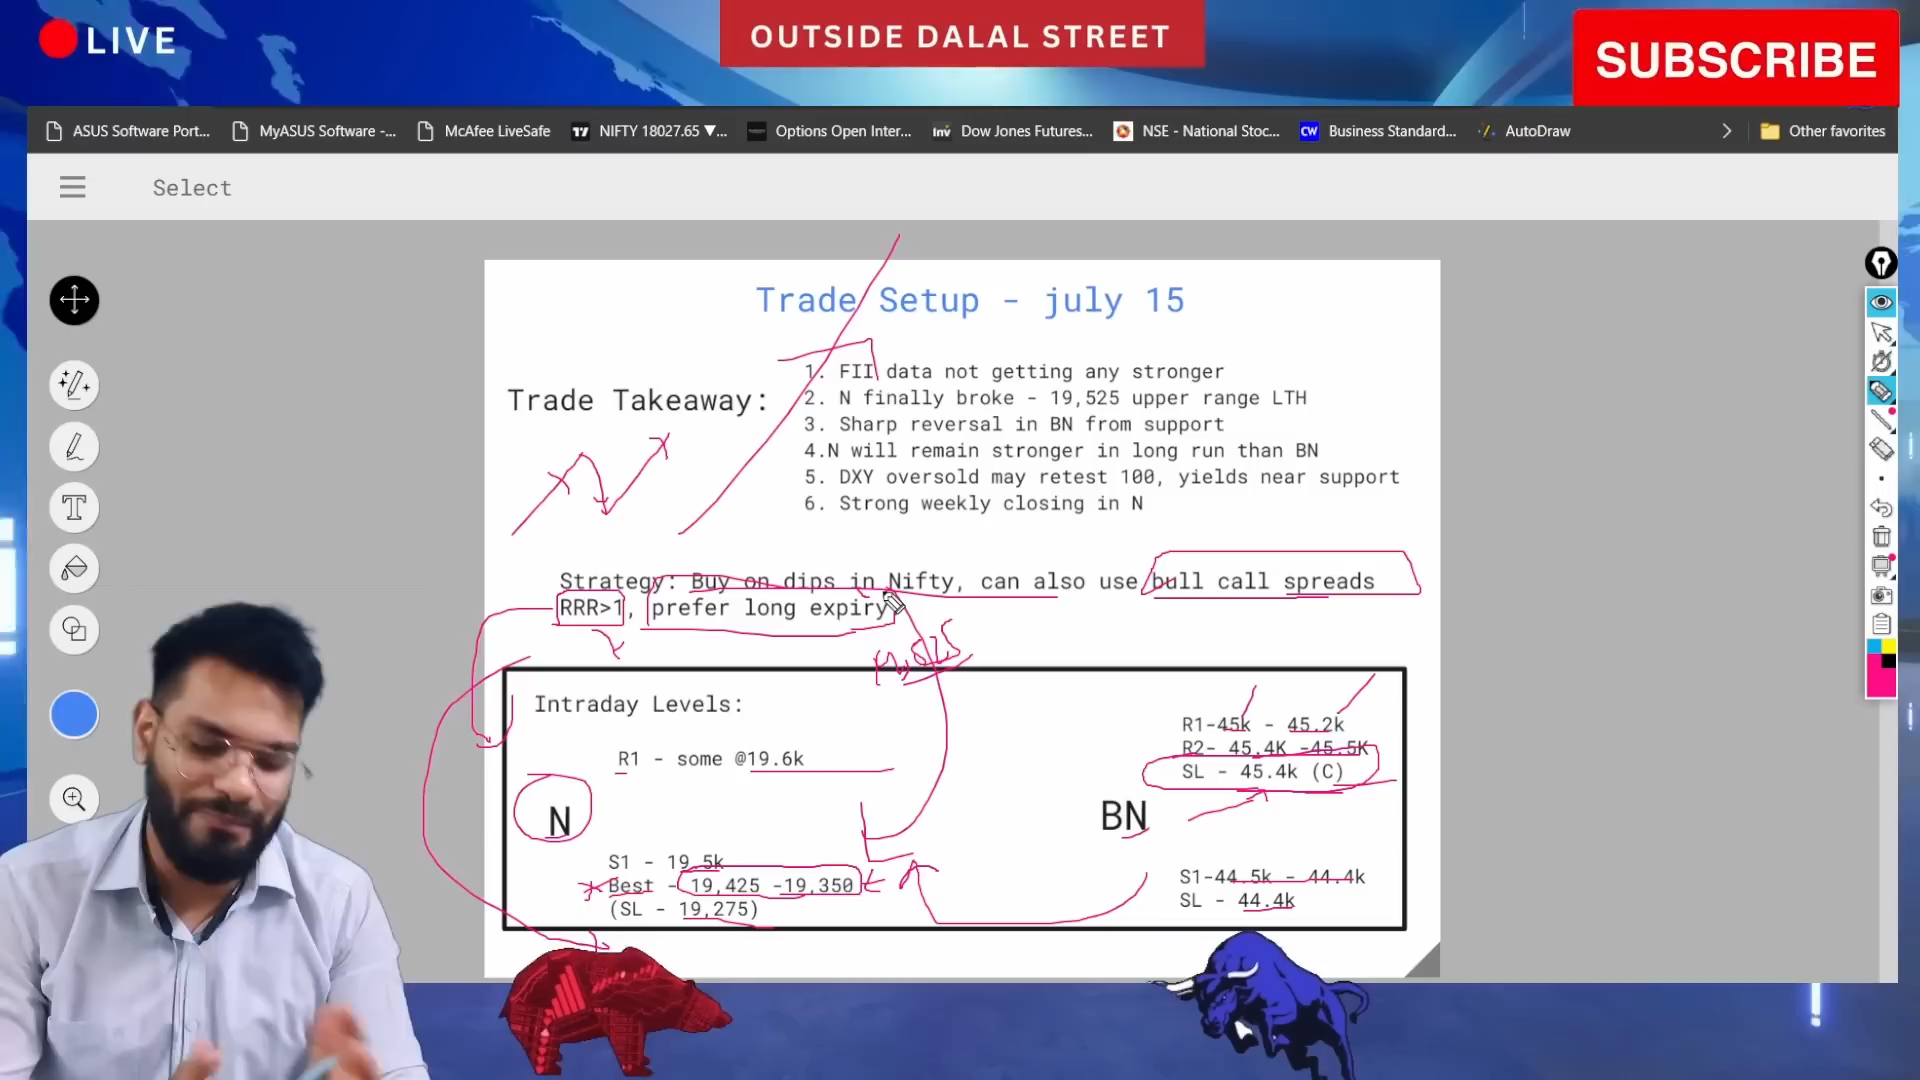 LIVE
OUTSIDE DALAL STREET
SUBSCRIBE
ASUS Software Port...
MyASUS Software -...
McAfee LiveSafe
NIFTY 18027.65 ▼...
Options Open Inter...
inv Dow Jones Futures...
NSE - National Stoc...
CW Business Standard...
AutoDraw
Other favorites
Select
Trade Setup - july 15
Trade Takeaway:
1. FII data not getting any stronger
2. N finally broke - 19,525 upper range LTH
3. Sharp reversal in BN from support
4.N will remain stronger in long run than BN
5. DXY oversold may retest 100, yields near support
6. Strong weekly closing in N
Strategy: Buy on dips in Nifty, can also use bull call spreads
RRR>1, prefer long expiry
Intraday Levels:
R1 - some @19.6k
N
S1 - 19.5k
Best - 19,425 -19,350
(SL - 19,275)
R1-45k - 45.2k
R2- 45.4K -45.5K
SL - 45.4k (C)
BN
S1-44.5k - 44.4k
SL - 44.4k